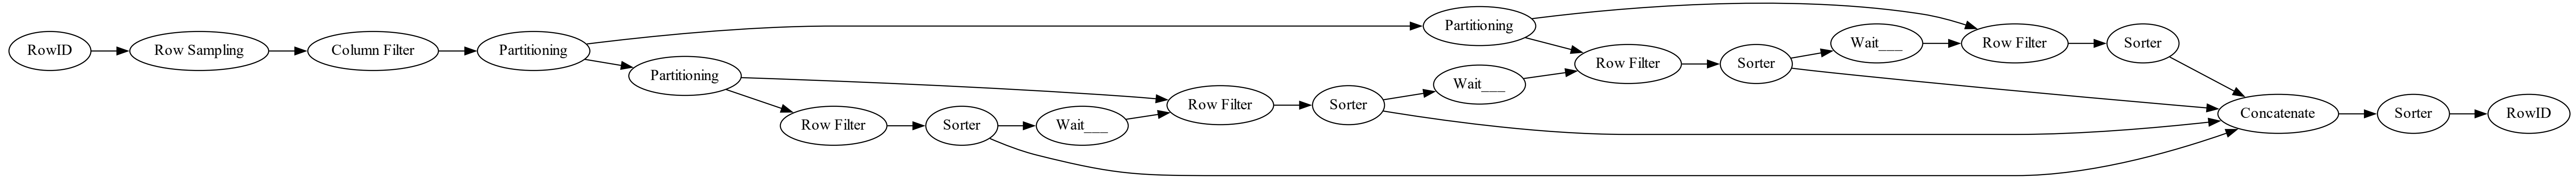 RowID
Row Sampling
Column Filter
Partitioning
Partitioning
Row Filter
Sorter
Wait___
Row Filter
Sorter
Wait___
Partitioning
Row Filter
Sorter
Wait___
Row Filter
Sorter
Concatenate
Sorter
RowID